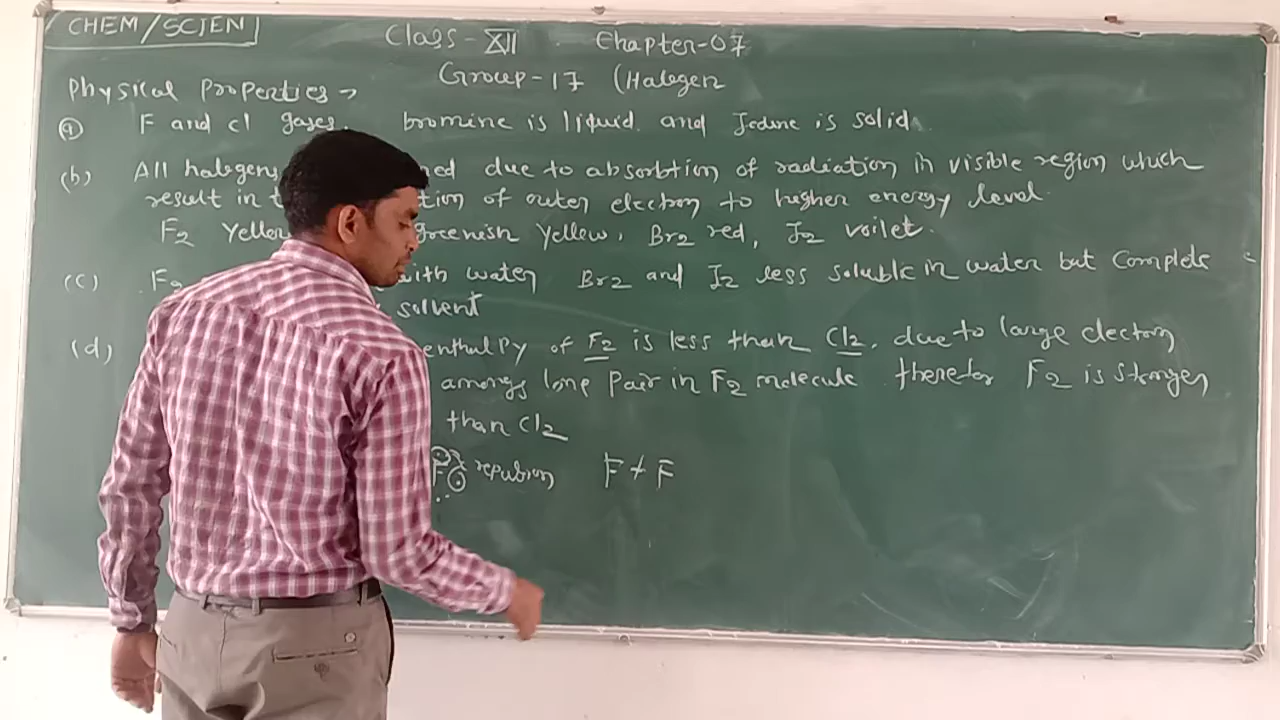 CHEM/SCIEN
Class-XII Chapter-07
Group-17 (Halogen
Physical Properties →
(a) F and Cl gases. bromine is liquid and Iodine is solid.
(b) All halogens due to absorbtion of radiation in visible region which
result in of outer electron to higher energy level.
F2 Yellow greenish Yellow, Br2 red, I2 voilet.
(c) F2 with water Br2 and I2 less soluble in water but Complete
solvent
(d) enthalpy of F2 is less than Cl2. due to large electron
amongs lone pair in F2 molecule therefor F2 is stronger
than Cl2
F repulsion F + F